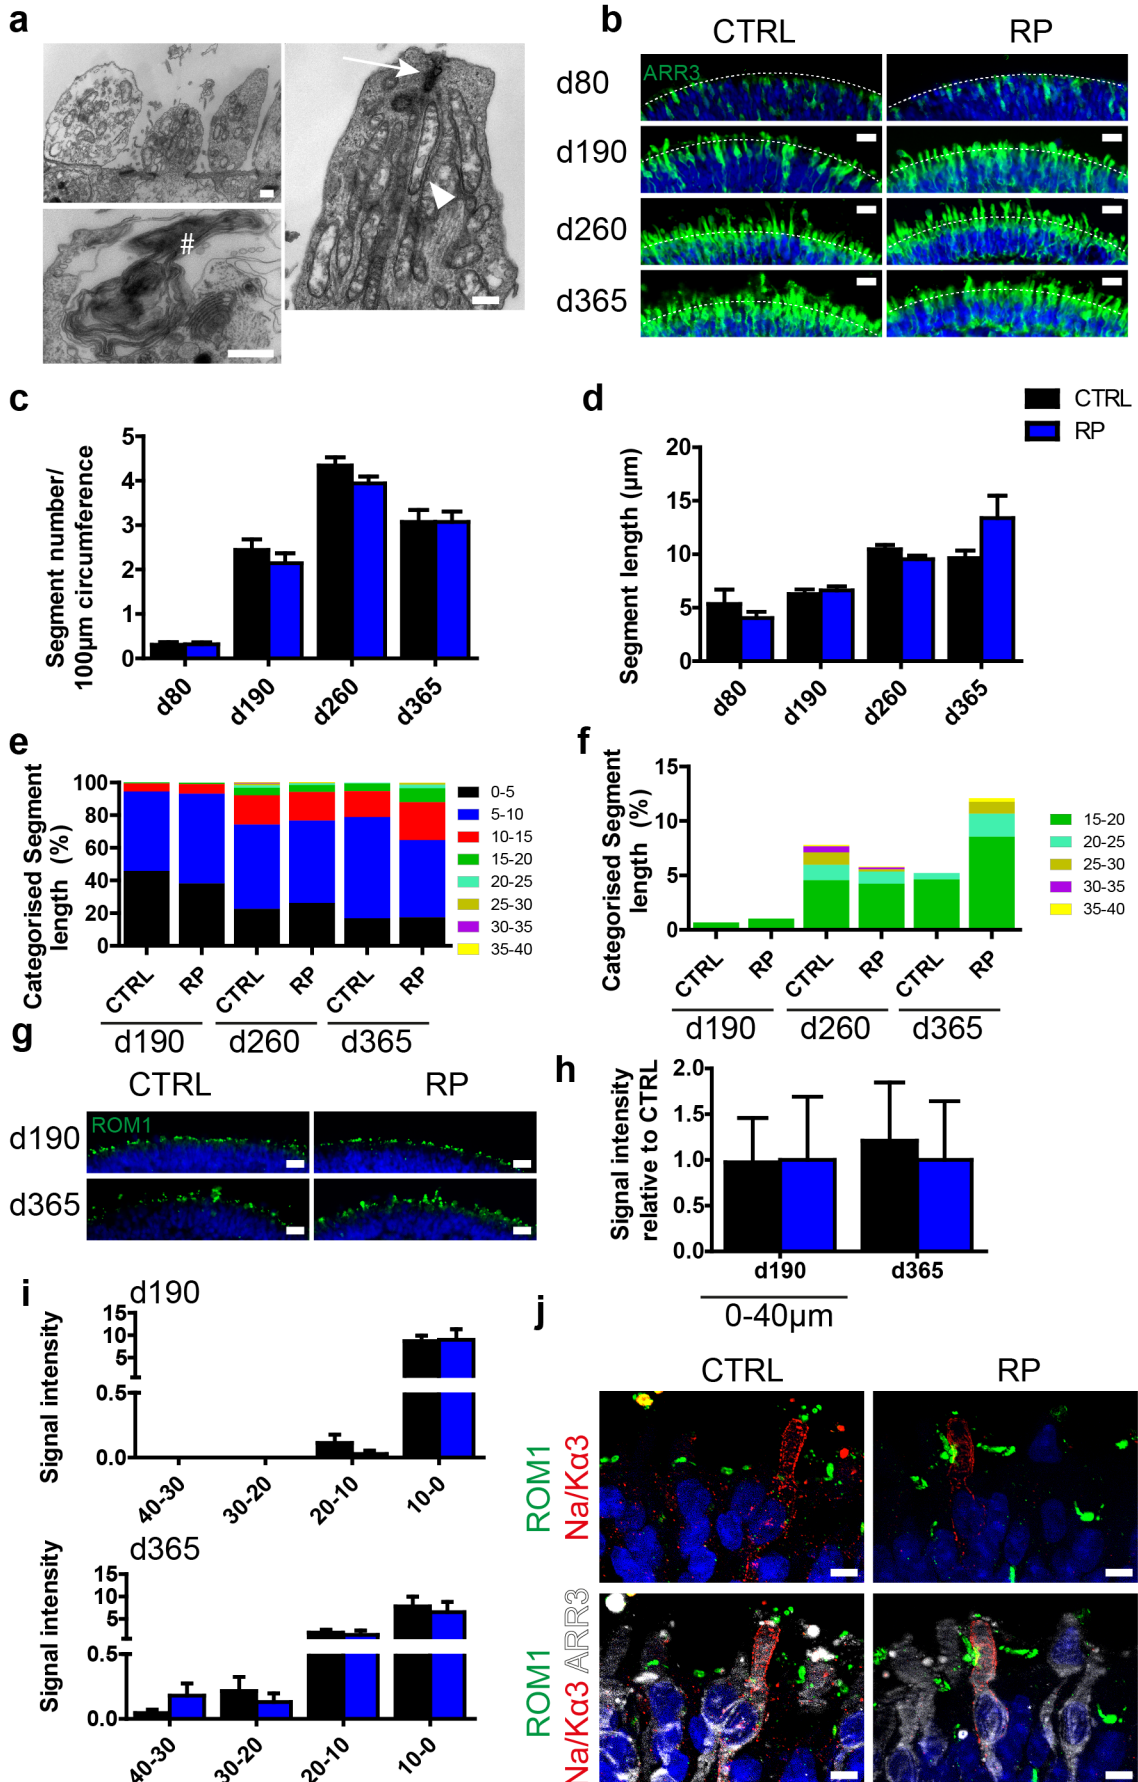 a
#
b
CTRL
RP
ARR3
d80
d190
d260
d365
c
Segment number/
100µm circumference
5
4
3
2
1
0
d80
d190
d260
d365
d
CTRL
RP
Segment length (µm)
20
15
10
5
0
d80
d190
d260
d365
e
Categorised Segment
length (%)
100
80
60
40
20
0
0-5
5-10
10-15
15-20
20-25
25-30
30-35
35-40
CTRL
RP
CTRL
RP
CTRL
RP
d190
d260
d365
f
Categorised Segment
length (%)
15
10
5
0
15-20
20-25
25-30
30-35
35-40
CTRL
RP
CTRL
RP
CTRL
RP
d190
d260
d365
g
CTRL
RP
ROM1
d190
d365
h
Signal intensity
relative to CTRL
2.0
1.5
1.0
0.5
0.0
d190
d365
0-40µm
i
d190
Signal intensity
15
10
5
0.5
0.0
40-30
30-20
20-10
10-0
d365
Signal intensity
15
10
5
0.5
0.0
40-30
30-20
20-10
10-0
j
CTRL
RP
ROM1
Na/Kα3
ROM1
Na/Kα3 ARR3